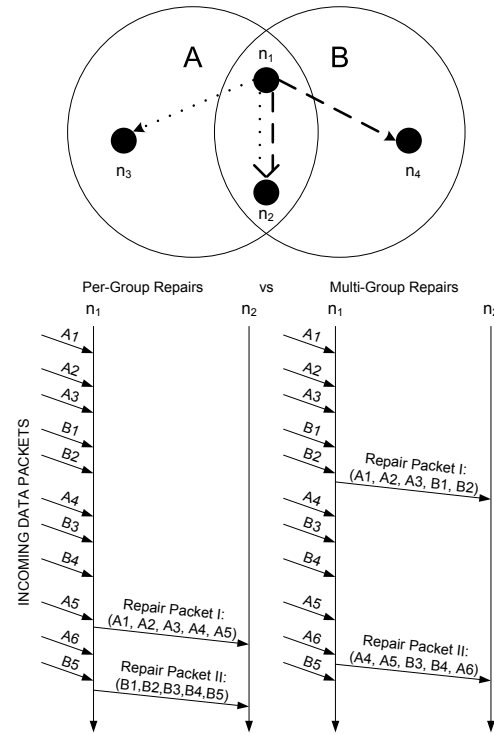 A
B
n1
n3
n4
n2
Per-Group Repairs vs Multi-Group Repairs
n1 n2 n1 n2
INCOMING DATA PACKETS
A1
A2
A3
B1
B2
A4
B3
B4
A5
A6
B5
Repair Packet I:
(A1, A2, A3, A4, A5)
Repair Packet II:
(B1,B2,B3,B4,B5)
A1
A2
A3
B1
B2
A4
B3
B4
A5
A6
B5
Repair Packet I:
(A1, A2, A3, B1, B2)
Repair Packet II:
(A4, A5, B3, B4, A6)